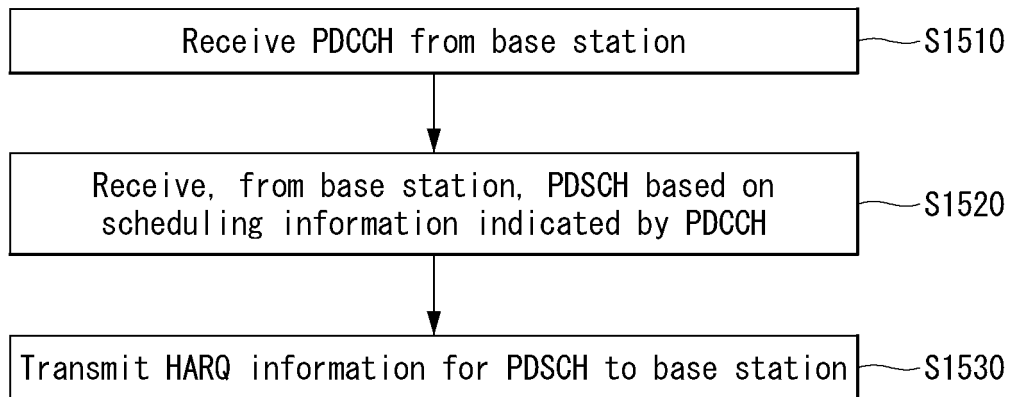 Receive PDCCH from base station
S1510
Receive, from base station, PDSCH based on
scheduling information indicated by PDCCH
S1520
Transmit HARQ information for PDSCH to base station
S1530